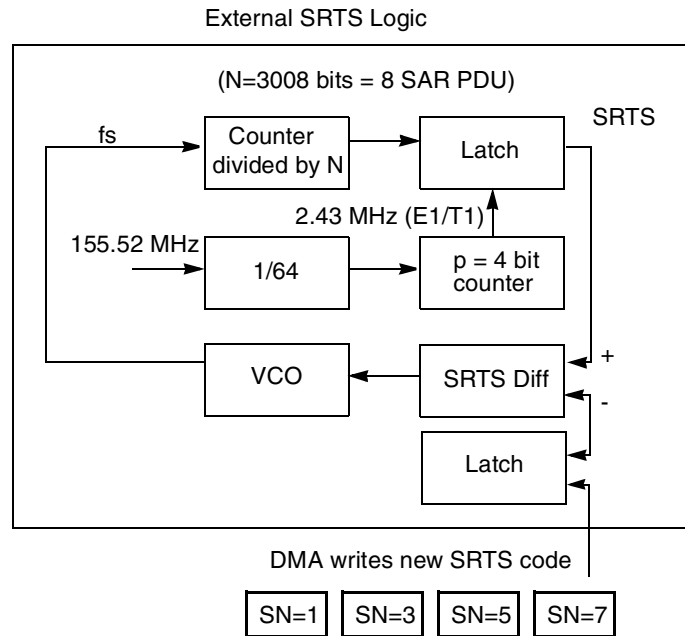 External SRTS Logic
(N=3008 bits = 8 SAR PDU)
fs
Counter
divided by N
Latch
SRTS
2.43 MHz (E1/T1)
155.52 MHz
1/64
p = 4 bit
counter
VCO
SRTS Diff
+
-
Latch
DMA writes new SRTS code
SN=1
SN=3
SN=5
SN=7